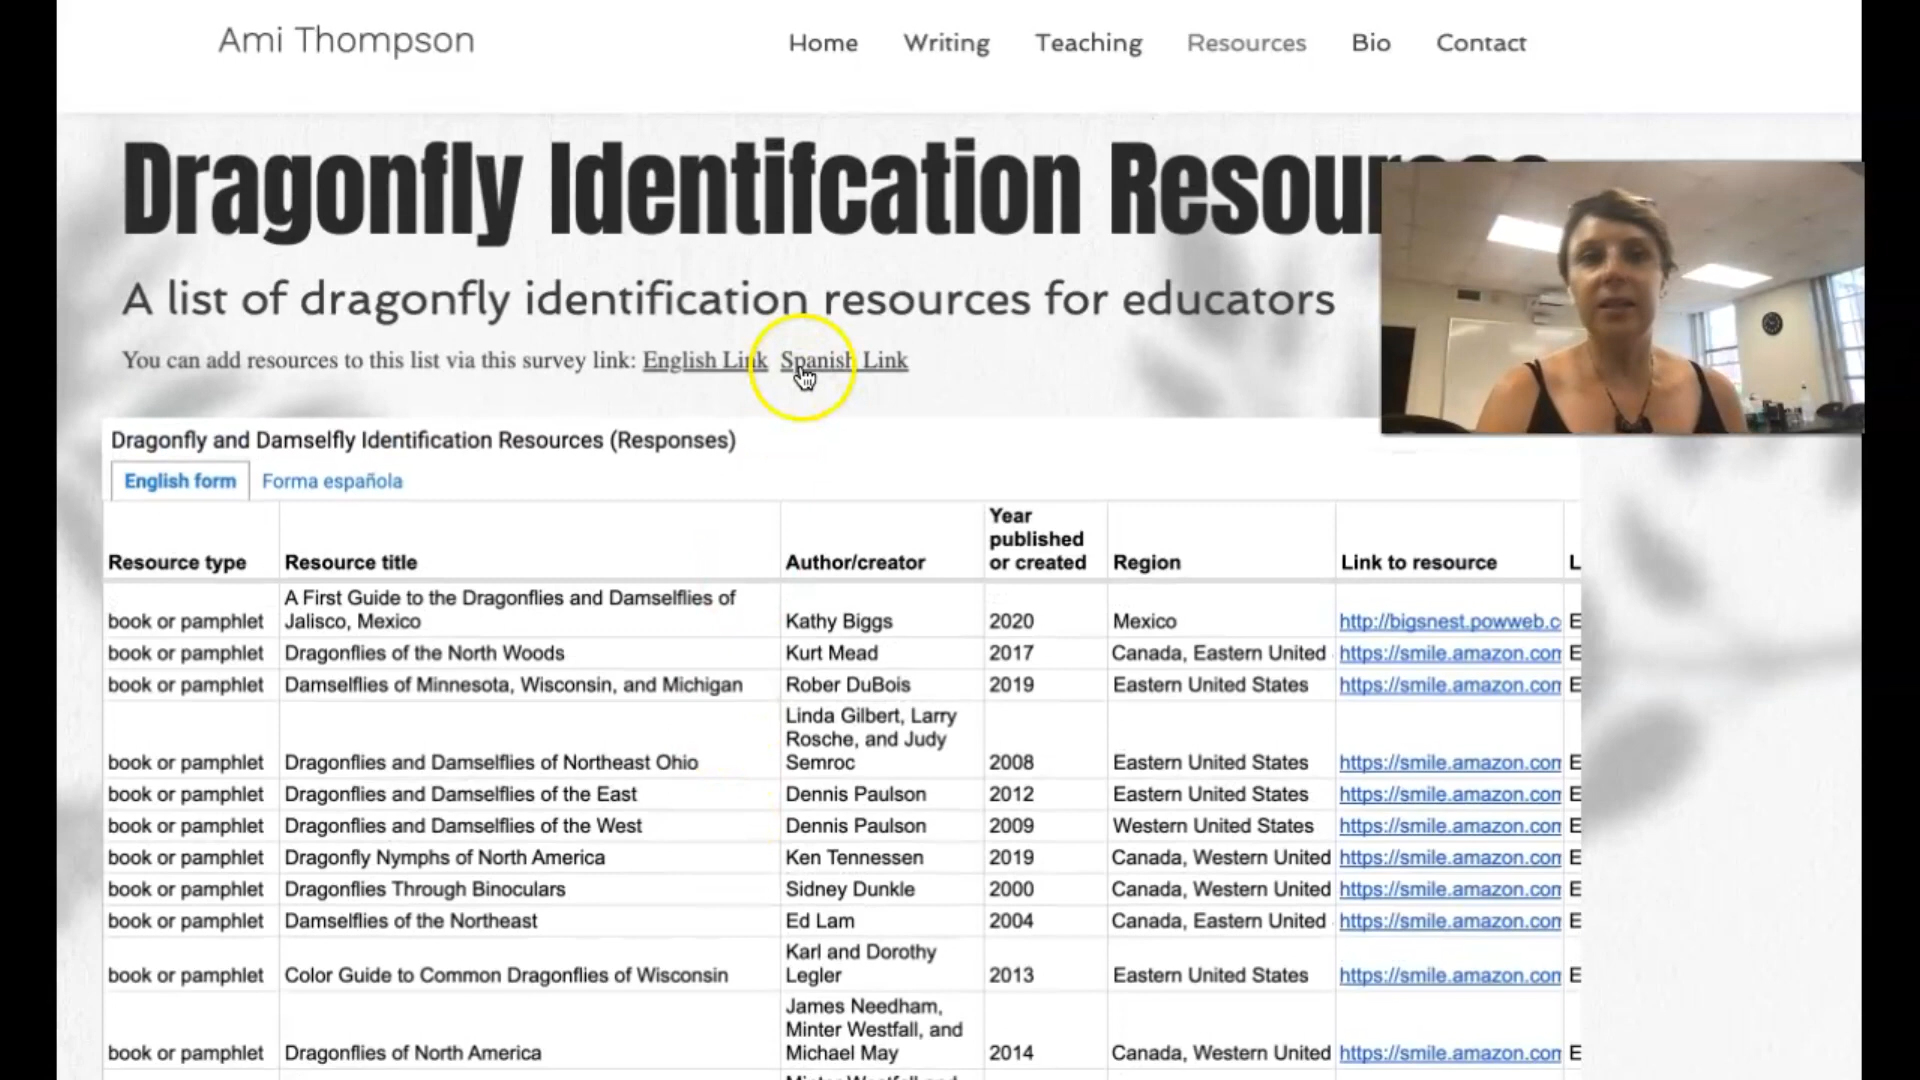 Ami Thompson
Home Writing Teaching Resources Bio Contact
Dragonfly Identifcation Resou
A list of dragonfly identification resources for educators
You can add resources to this list via this survey link: English Link Spanish Link
Dragonfly and Damselfly Identification Resources (Responses)
English form Forma española
Resource type Resource title Author/creator Year published or created Region Link to resource L
book or pamphlet A First Guide to the Dragonflies and Damselflies of Jalisco, Mexico Kathy Biggs 2020 Mexico http://bigsnest.powweb.c E
book or pamphlet Dragonflies of the North Woods Kurt Mead 2017 Canada, Eastern United https://smile.amazon.com E
book or pamphlet Damselflies of Minnesota, Wisconsin, and Michigan Rober DuBois 2019 Eastern United States https://smile.amazon.com E
book or pamphlet Dragonflies and Damselflies of Northeast Ohio Linda Gilbert, Larry Rosche, and Judy Semroc 2008 Eastern United States https://smile.amazon.com E
book or pamphlet Dragonflies and Damselflies of the East Dennis Paulson 2012 Eastern United States https://smile.amazon.com E
book or pamphlet Dragonflies and Damselflies of the West Dennis Paulson 2009 Western United States https://smile.amazon.com E
book or pamphlet Dragonfly Nymphs of North America Ken Tennessen 2019 Canada, Western United https://smile.amazon.com E
book or pamphlet Dragonflies Through Binoculars Sidney Dunkle 2000 Canada, Western United https://smile.amazon.com E
book or pamphlet Damselflies of the Northeast Ed Lam 2004 Canada, Eastern United https://smile.amazon.com E
book or pamphlet Color Guide to Common Dragonflies of Wisconsin Karl and Dorothy Legler 2013 Eastern United States https://smile.amazon.com E
book or pamphlet Dragonflies of North America James Needham, Minter Westfall, and Michael May 2014 Canada, Western United https://smile.amazon.com E